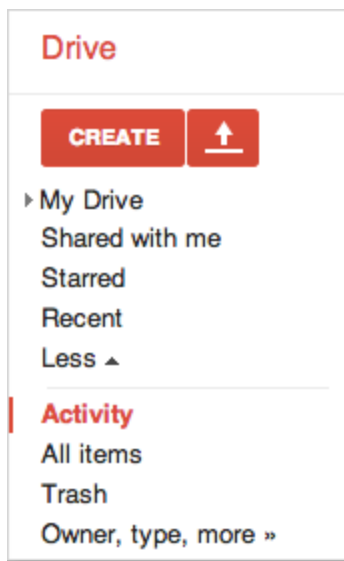 Drive
CREATE
My Drive
Shared with me
Starred
Recent
Less
Activity
All items
Trash
Owner, type, more »